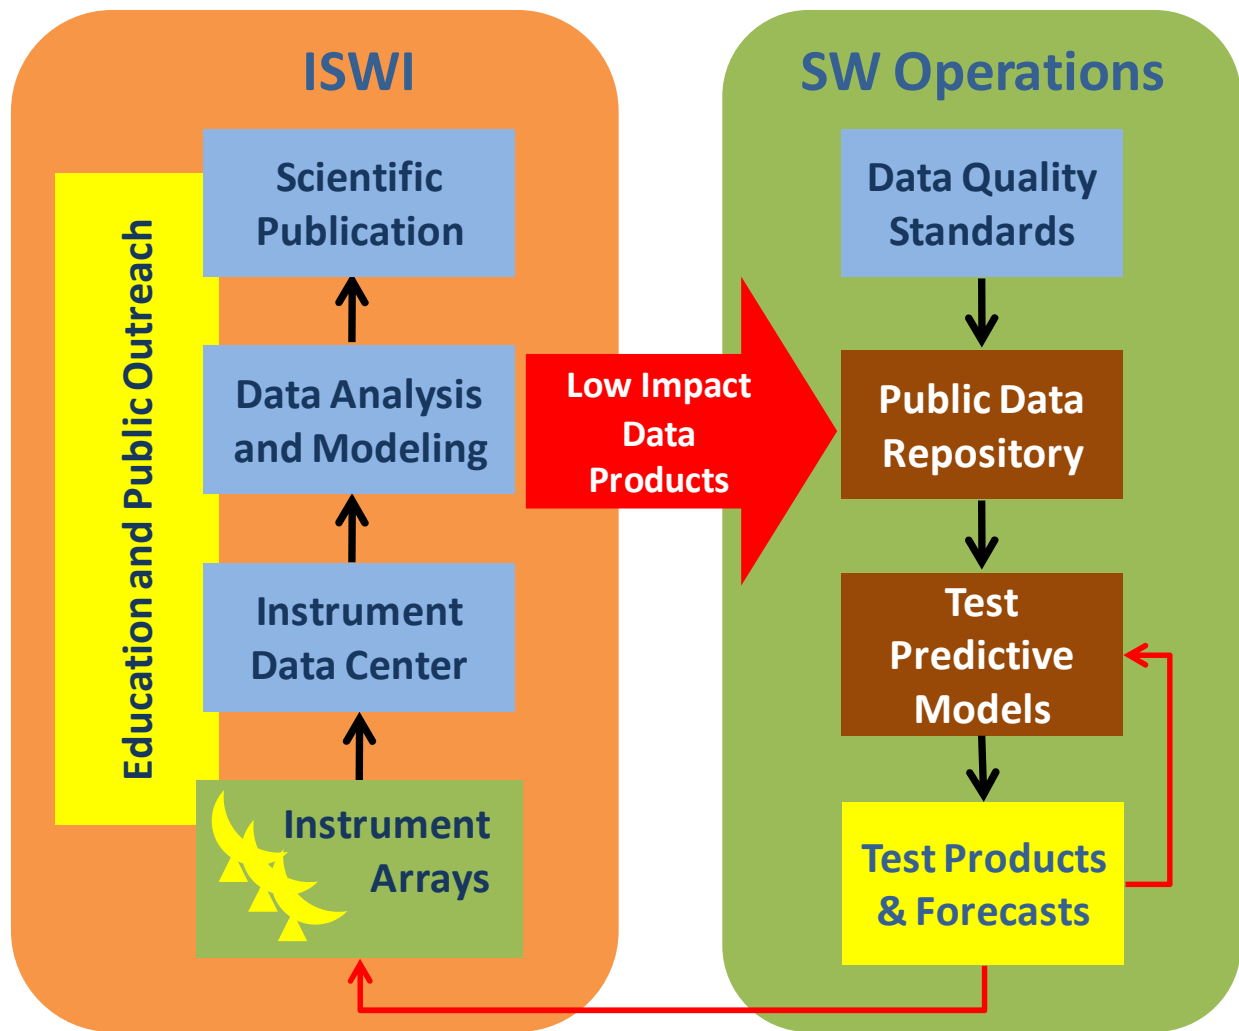 ISWI
Scientific
Publication
Education and Public Outreach
Data Analysis
and Modeling
Instrument
Data Center
Instrument
Arrays
Low Impact
Data
Products
SW Operations
Data Quality
Standards
Public Data
Repository
Test
Predictive
Models
Test Products
& Forecasts